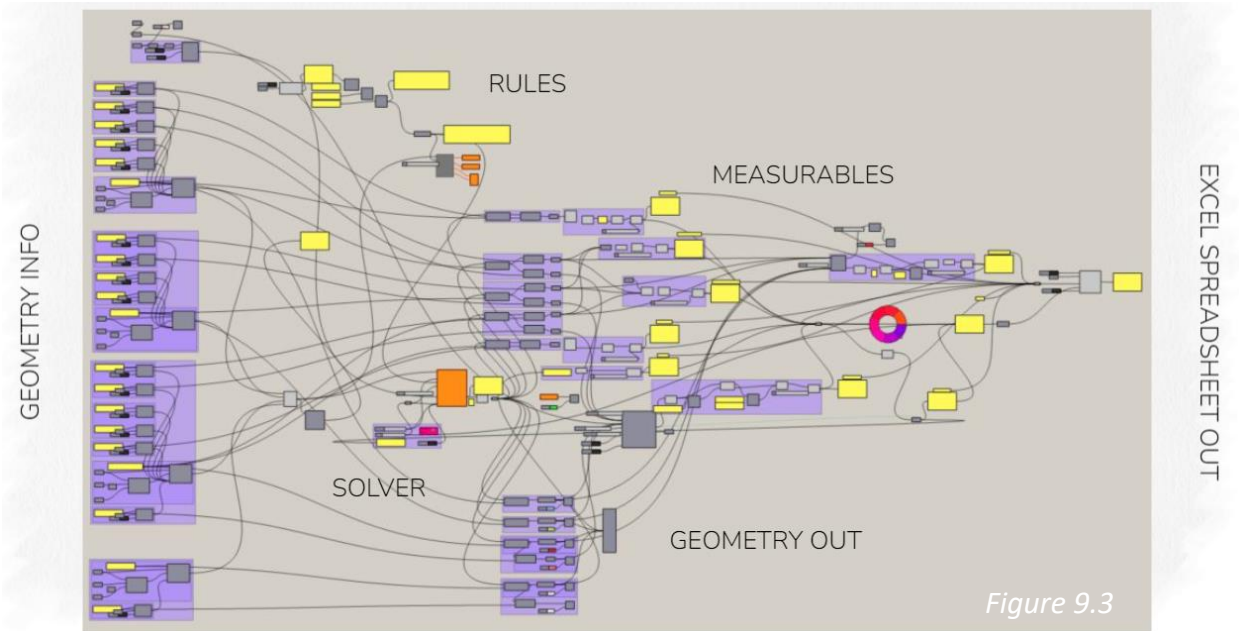 RULES
MEASURABLES
GEOMETRY INFO
EXCEL SPREADSHEET OUT
SOLVER
GEOMETRY OUT
Figure 9.3